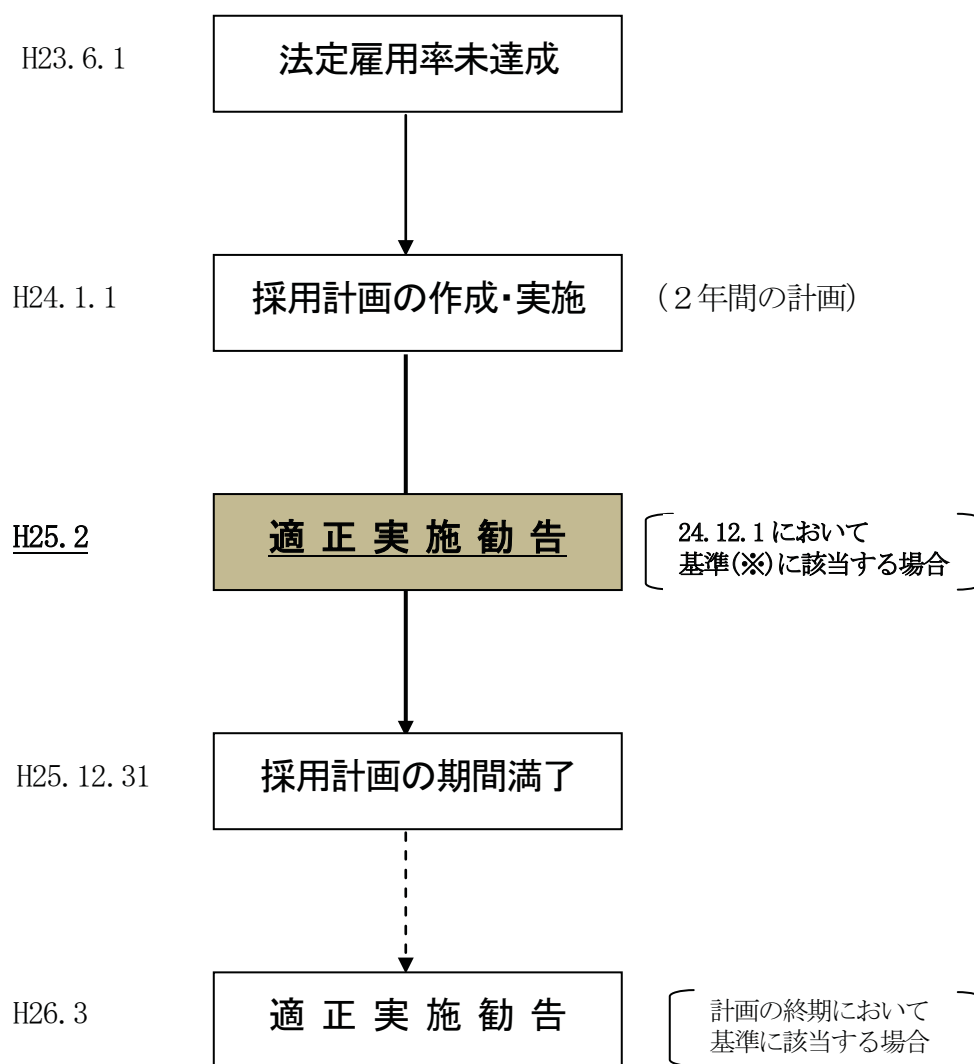 H23.6.1 法定雇用率未達成
H24.1.1 採用計画の作成・実施 (2年間の計画)
H25.2 適正実施勧告 24.12.1において
基準(※)に該当する場合
H25.12.31 採用計画の期間満了
H26.3 適正実施勧告 計画の終期において
基準に該当する場合